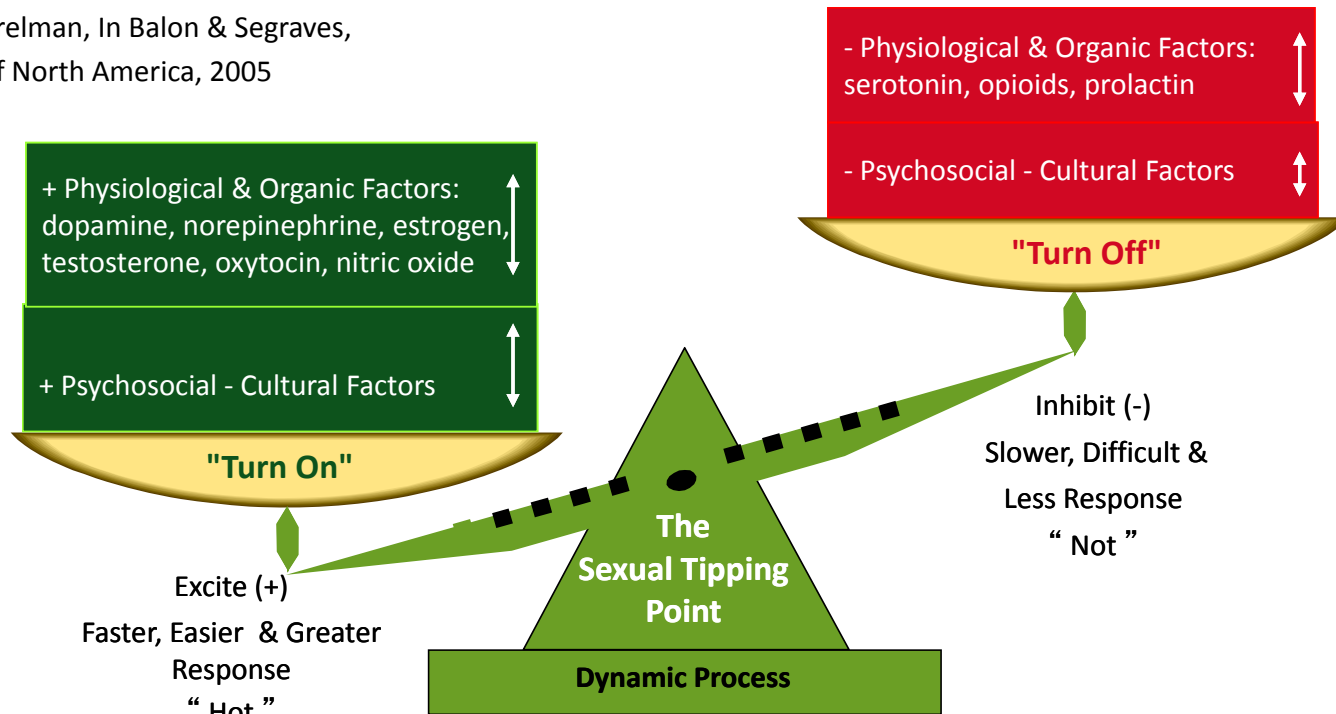 relman, In Balon & Segraves,
f North America, 2005
- Physiological & Organic Factors:
serotonin, opioids, prolactin
- Psychosocial - Cultural Factors
"Turn Off"
+ Physiological & Organic Factors:
dopamine, norepinephrine, estrogen,
testosterone, oxytocin, nitric oxide
+ Psychosocial - Cultural Factors
"Turn On"
Inhibit (-)
Slower, Difficult &
Less Response
“ Not ”
The
Sexual Tipping
Point
Excite (+)
Faster, Easier & Greater
Response
“ Hot ”
Dynamic Process